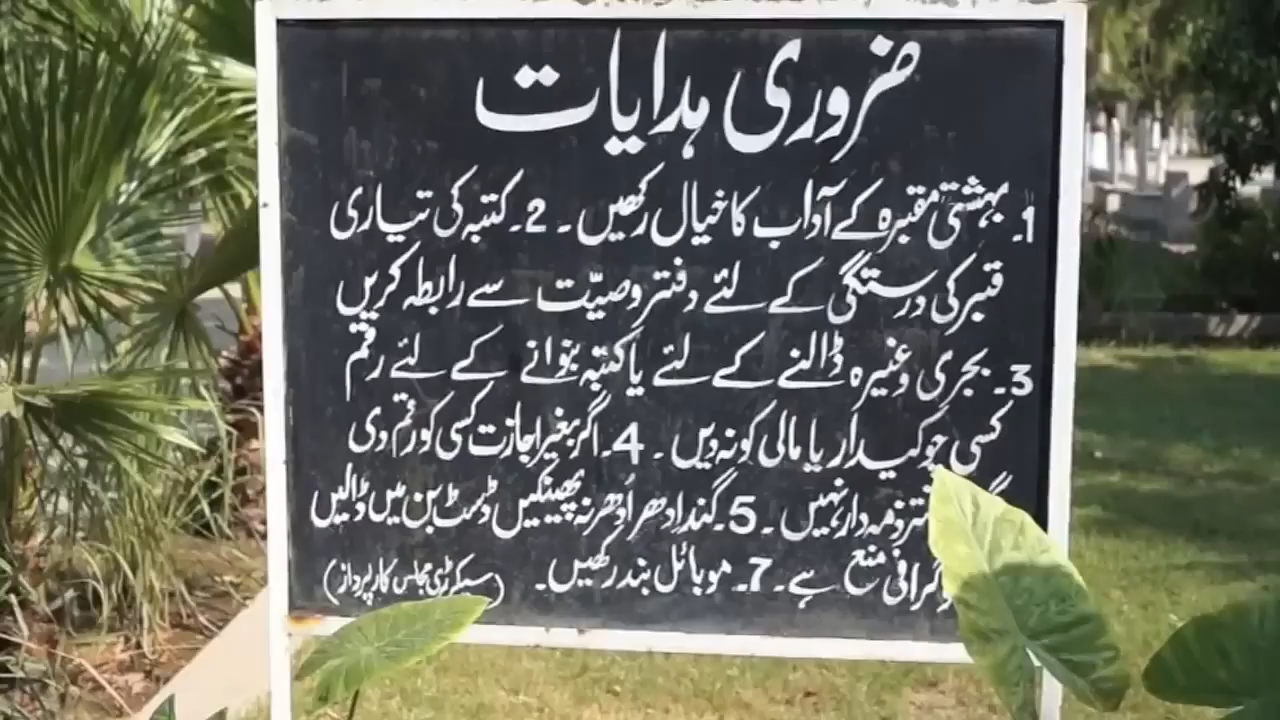 ضروری ہدایات
1۔ بہشتی مقبرہ کے آداب کا خیال رکھیں ۔ 2۔ کتبہ کی تیاری
قبر کی درستگی کے لئے دفتر وصیّت سے رابطہ کریں
3۔ بجری وغیرہ ڈالنے کے لئے یا کتبہ بنوانے کے لئے رقم
کسی چوکیدار یا مالی کو نہ دیں ۔ 4۔ اگر بغیر اجازت کسی کو رقم دی
ذمہ دار نہیں ۔ 5۔ گند ادھر اُدھر نہ پھینکیں ڈسٹ بن میں ڈالیں
منع ہے ۔ 7۔ موبائل بند رکھیں ۔ (سیکرٹری مجلس کارپرداز)